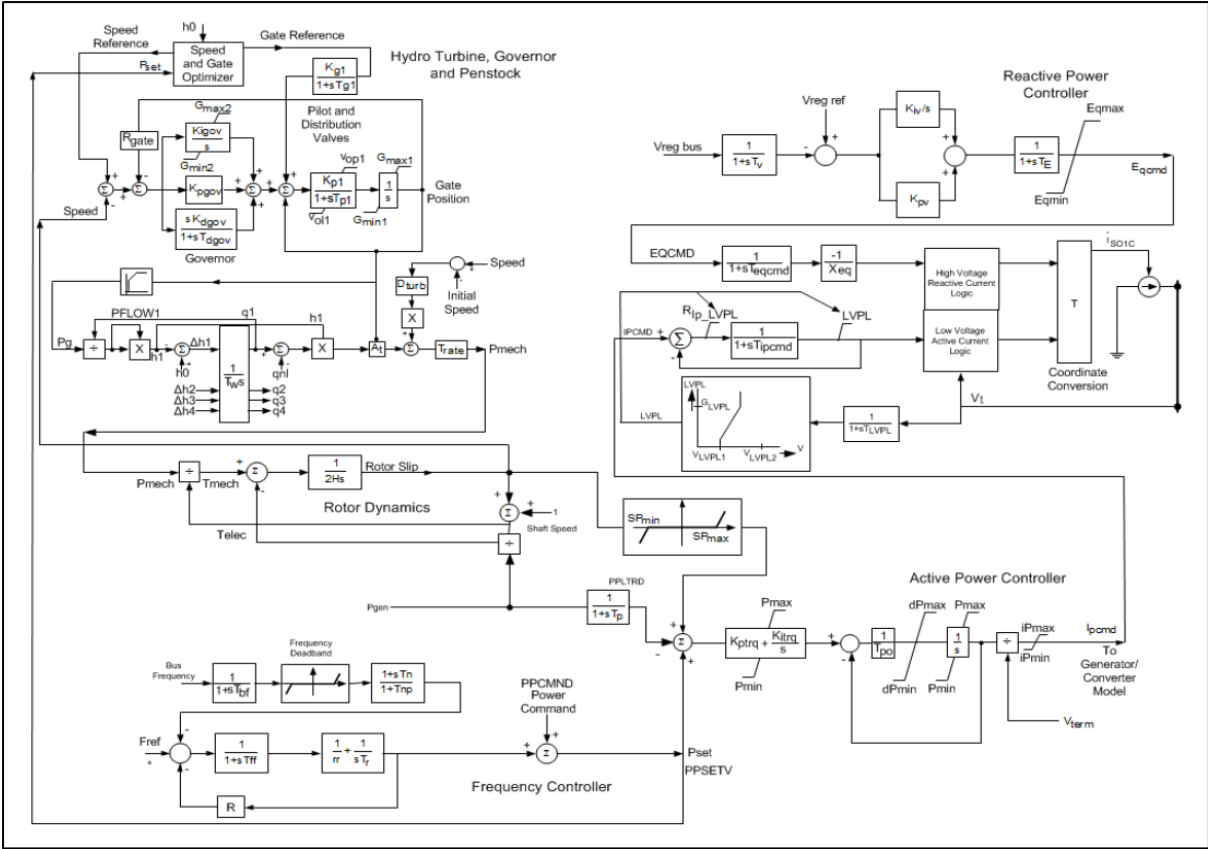 Speed
Reference
h0
Gate Reference
Pset
Speed
and Gate
Optimizer
Hydro Turbine, Governor
and Penstock
Kg1
1+sTg1
Rgate
Gmax2
Kigov
s
Gmin2
Pilot and
Distribution
Valves
Vop1
Gmax1
Σ
+
-
Σ
+
-
Kpgov
Σ
+
+
+
Σ
+
+
-
Kp1
1+sTp1
1
s
Vol1
Gmin1
Gate
Position
Speed
sKdgov
1+sTdgov
Governor
Speed
+
-
Initial
Speed
Dturb
X
PFLOW1
q1
h1
Pg
÷
X
h1
Σ
-
+
Δh1
h0
Σ
+
-
qnl
X
At
Σ
+
-
Trate
Pmech
1
Tws
Δh2
Δh3
Δh4
q2
q3
q4
Pmech
÷
Tmech
+
Σ
-
1
2Hs
Rotor Slip
Rotor Dynamics
Telec
+
Σ
+
1
Shaft Speed
÷
Pgen
PPLTRD
1
1+sTp
SPmin
SPmax
Bus
Frequency
1
1+sTbf
Frequency
Deadband
1+sTn
1+Tnp
Fref
+
-
-
1
1+sTff
1
rr
+
1
sTr
R
PPCMND
Power
Command
+
+
Σ
Pset
PPSETV
Frequency Controller
Reactive Power
Controller
Vreg ref
Vreg bus
1
1+sTv
-
+
Kiv/s
Kpv
+
+
1
1+sTE
Eqmax
Eqmin
Eqcmd
EQCMD
1
1+sTeqcmd
-1
Xeq
High Voltage
Reactive Current
Logic
T
iSO1C
RIp_LVPL
LVPL
IPCMD
+
Σ
-
1
1+sTipcmd
Low Voltage
Active Current
Logic
Coordinate
Conversion
Vt
LVPL
LVPL
GLVPL
VLVPL1
VLVPL2
V
1
1+sTLVPL
Active Power Controller
+
Σ
-
+
Kptrq +
Kitrq
s
Pmax
Pmin
+
-
1
Tpo
dPmax
dPmin
Pmax
1
s
Pmin
÷
iPmax
iPmin
Ipcmd
To
Generator/
Converter
Model
Vterm